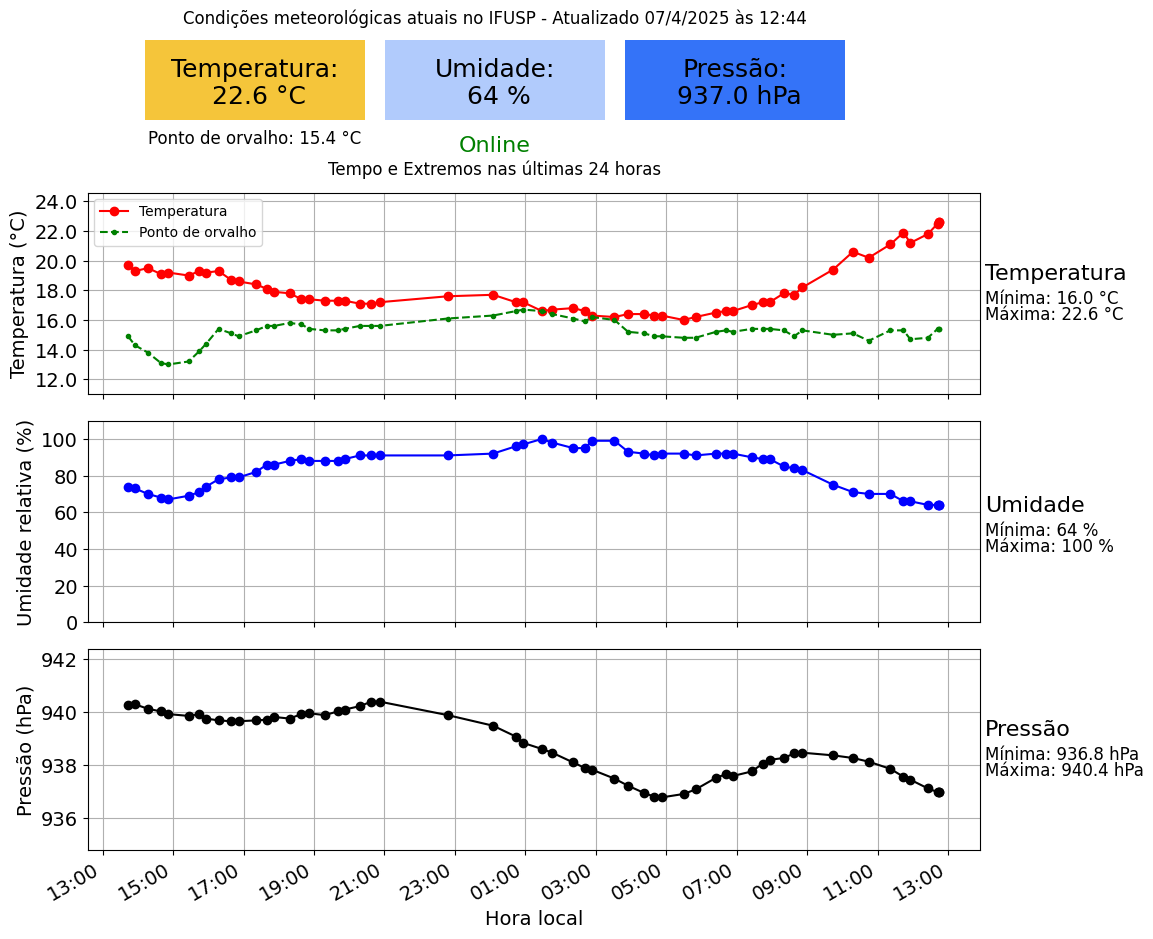 Condições meteorológicas atuais no IFUSP - Atualizado 07/4/2025 às 12:44
Temperatura:
22.6 °C
Umidade:
64 %
Pressão:
937.0 hPa
Ponto de orvalho: 15.4 °C
Online
Tempo e Extremos nas últimas 24 horas
Temperatura (°C)
24.0
22.0
20.0
18.0
16.0
14.0
12.0
Temperatura
Ponto de orvalho
Temperatura
Mínima: 16.0 °C
Máxima: 22.6 °C
Umidade relativa (%)
100
80
60
40
20
0
Umidade
Mínima: 64 %
Máxima: 100 %
Pressão (hPa)
942
940
938
936
Pressão
Mínima: 936.8 hPa
Máxima: 940.4 hPa
13:00
15:00
17:00
19:00
21:00
23:00
01:00
03:00
05:00
07:00
09:00
11:00
13:00
Hora local